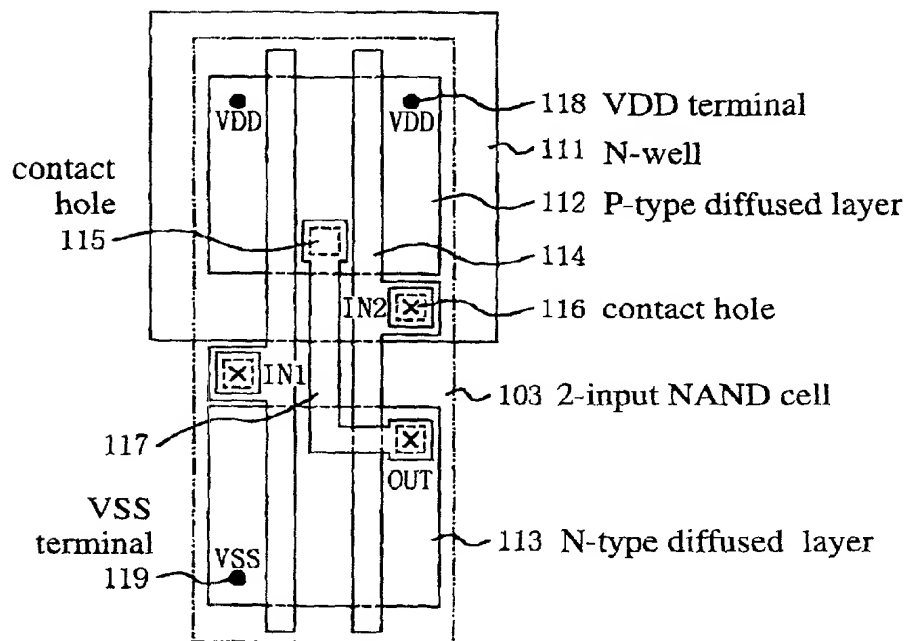 VDD VDD
118 VDD terminal
111 N-well
contact
hole
115
112 P-type diffused layer
114
IN2
116 contact hole
IN1
103 2-input NAND cell
117
OUT
VSS
terminal
119
VSS
113 N-type diffused layer